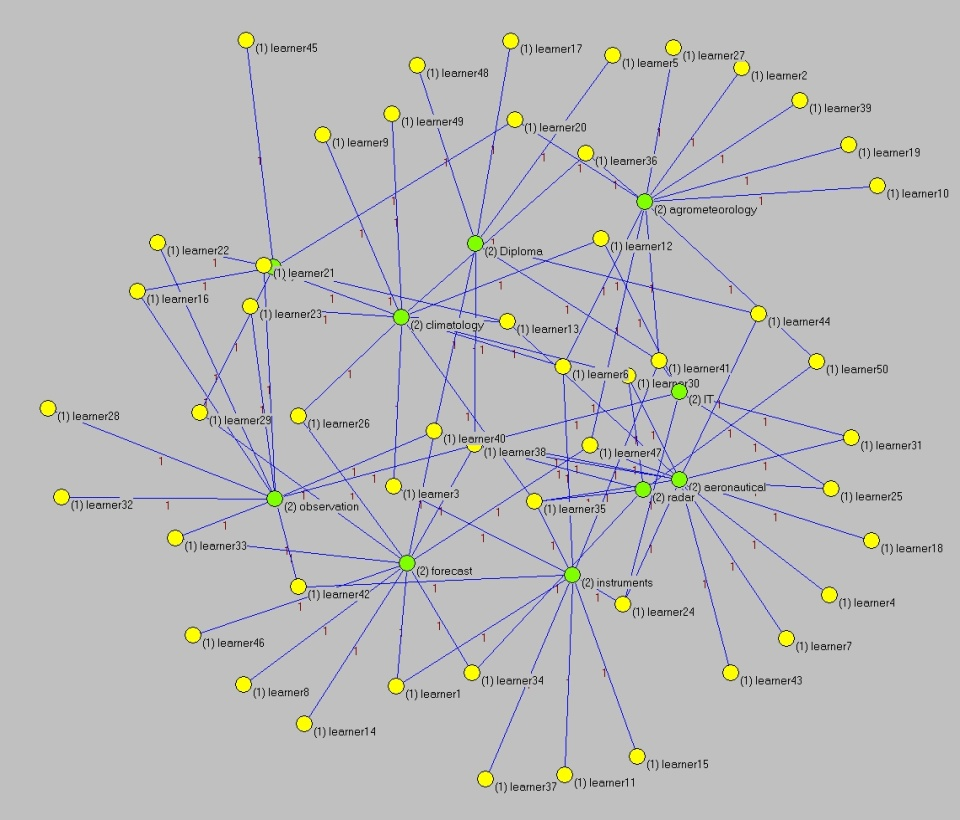 (1) learner45
(1) learner17
(1) learner27
(1) learner5
(1) learner48
(1) learner2
(1) learner39
(1) learner49
(1) learner20
(1) learner9
(1) learner19
(1) learner36
(1) learner10
(2) agrometeorology
(1) learner12
(1) learner22
(2) Diploma
(1) learner21
(1) learner16
(1) learner23
(1) learner44
(2) climatology
(1) learner13
(1) learner41
(1) learner50
(1) learner6
(1) learner30
(2) IT
(1) learner28
(1) learner29
(1) learner26
(1) learner40
(1) learner31
(1) learner38
(1) learner47
(2) aeronautical
(1) learner3
(2) radar
(1) learner25
(1) learner32
(2) observation
(1) learner35
(1) learner33
(1) learner18
(2) forecast
(2) instruments
(1) learner42
(1) learner4
(1) learner24
(1) learner46
(1) learner7
(1) learner34
(1) learner43
(1) learner8
(1) learner1
(1) learner14
(1) learner15
(1) learner37
(1) learner11